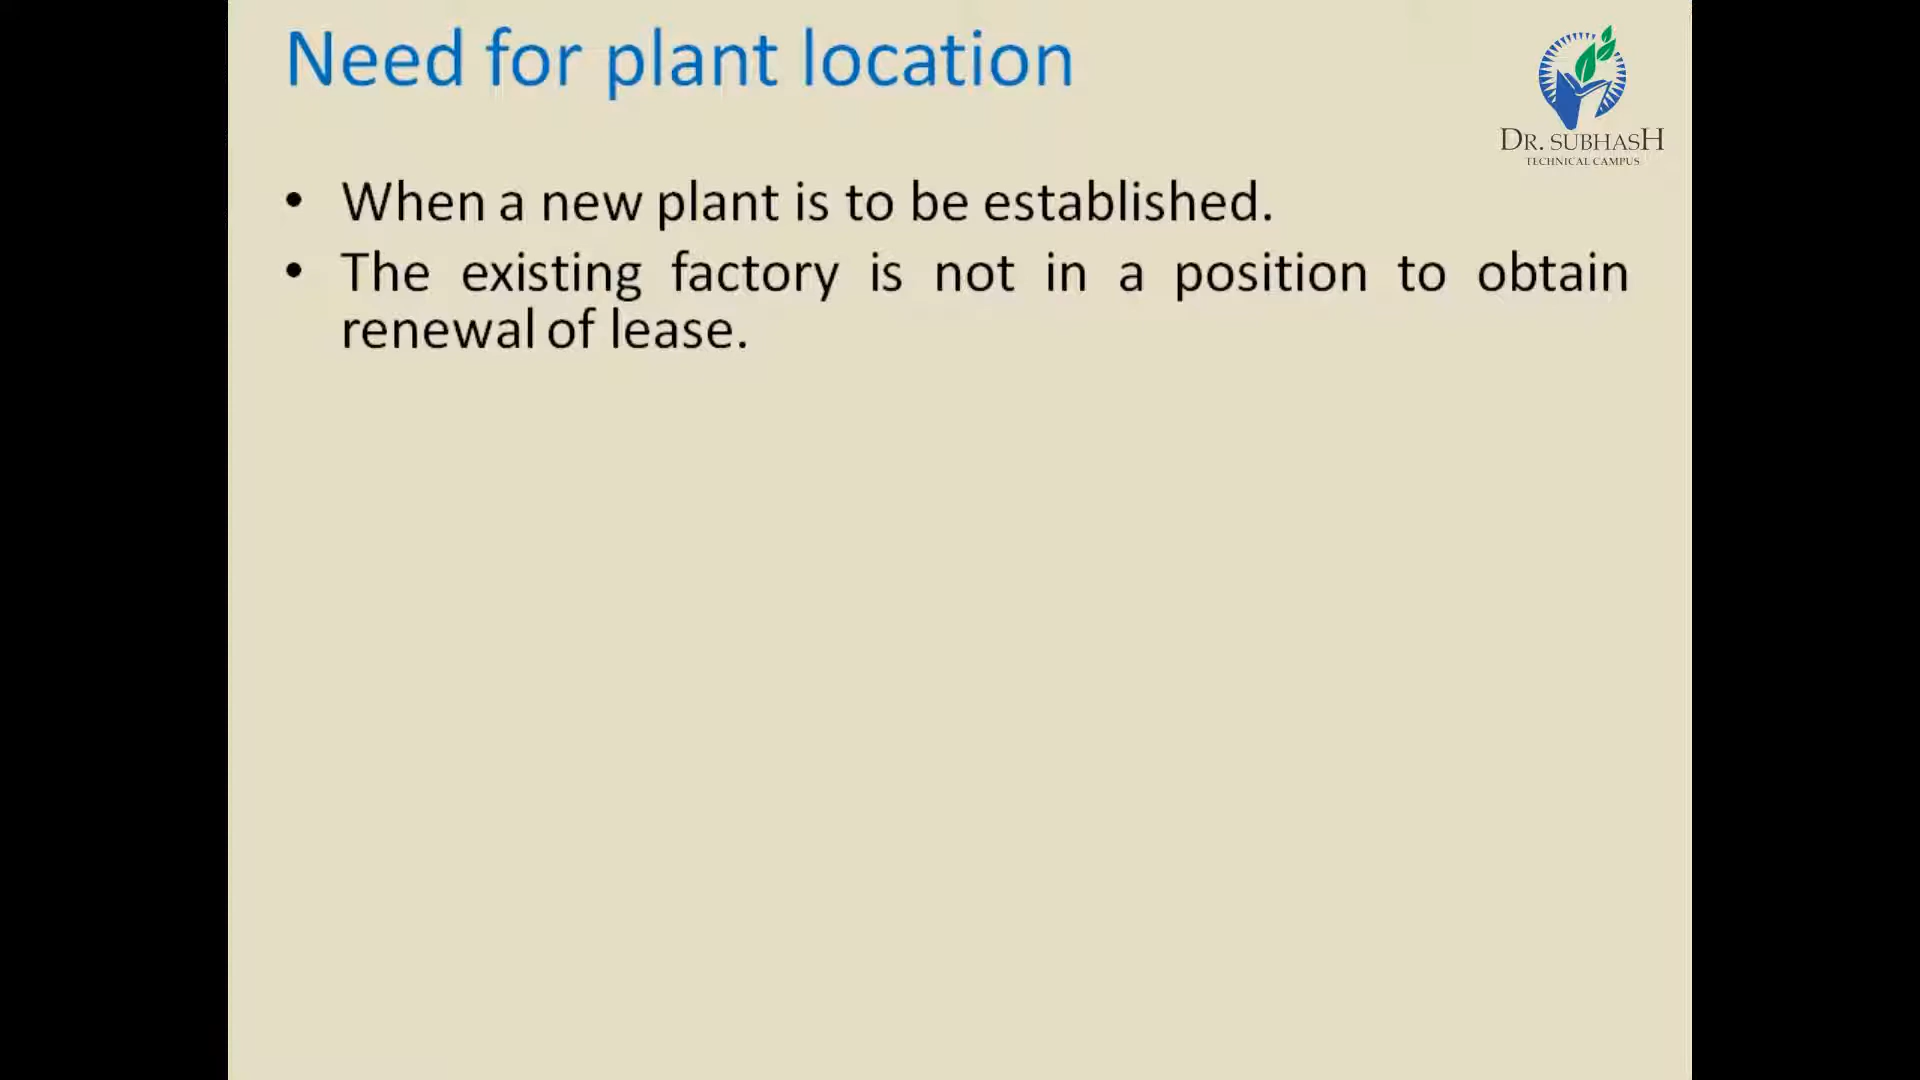 Need for plant location
DR. SUBHASH
TECHNICAL CAMPUS
• When a new plant is to be established.
• The existing factory is not in a position to obtain
renewal of lease.